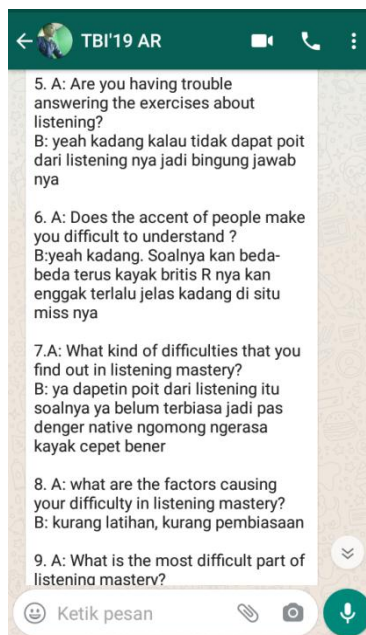 TBI'19 AR
5. A: Are you having trouble
answering the exercises about
listening?
B: yeah kadang kalau tidak dapat poit
dari listening nya jadi bingung jawab
nya
6. A: Does the accent of people make
you difficult to understand ?
B:yeah kadang. Soalnya kan beda-
beda terus kayak britis R nya kan
enggak terlalu jelas kadang di situ
miss nya
7.A: What kind of difficulties that you
find out in listening mastery?
B: ya dapetin poit dari listening itu
soalnya ya belum terbiasa jadi pas
denger native ngomong ngerasa
kayak cepet bener
8. A: what are the factors causing
your difficulty in listening mastery?
B: kurang latihan, kurang pembiasaan
9. A: What is the most difficult part of
listening mastery?
Ketik pesan